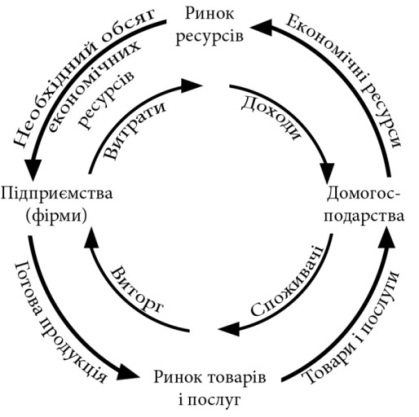 Ринок
ресурсів
Необхідний обсяг
економічних
ресурсів
Економічні ресурси
Витрати
Доходи
Підприємства
(фірми)
Домогос-
подарства
Виторг
Споживачі
Готова продукція
Товари і послуги
Ринок товарів
і послуг